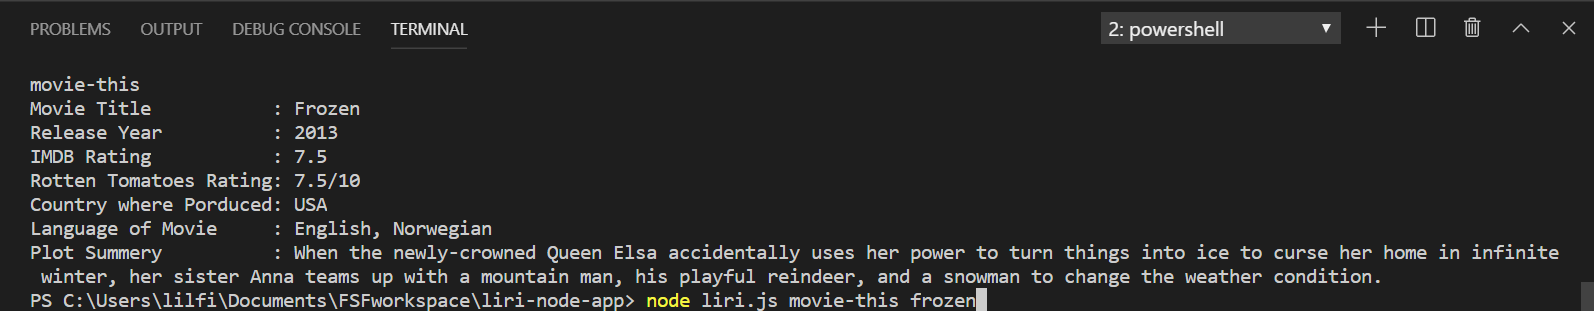 PROBLEMS OUTPUT DEBUG CONSOLE TERMINAL 2: powershell
movie-this
Movie Title           : Frozen
Release Year          : 2013
IMDB Rating           : 7.5
Rotten Tomatoes Rating: 7.5/10
Country where Porduced: USA
Language of Movie     : English, Norwegian
Plot Summery          : When the newly-crowned Queen Elsa accidentally uses her power to turn things into ice to curse her home in infinite
 winter, her sister Anna teams up with a mountain man, his playful reindeer, and a snowman to change the weather condition.
PS C:\Users\lilfi\Documents\FSFworkspace\liri-node-app> node liri.js movie-this frozen